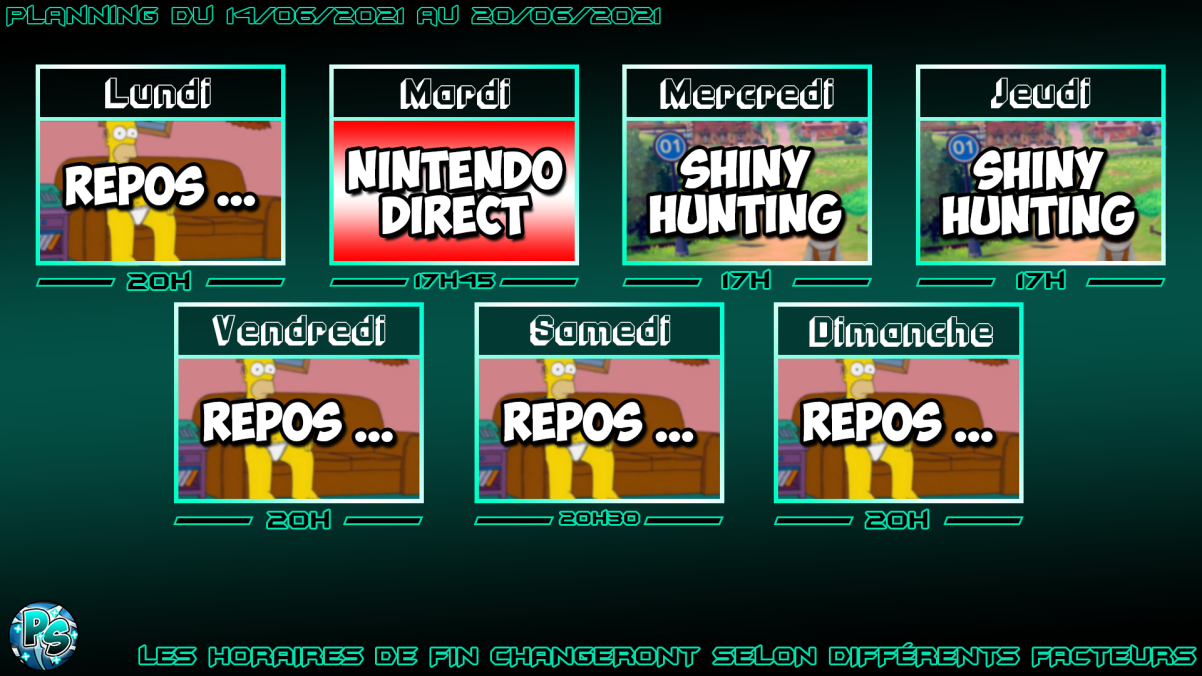 PLANNING DU 14/06/2021 AU 20/06/2021
Lundi
Mardi
Mercredi
Jeudi
REPOS ...
NINTENDO
DIRECT
01
SHINY
HUNTING
01
SHINY
HUNTING
20H
17H45
17H
17H
Vendredi
Samedi
Dimanche
REPOS ...
REPOS ...
REPOS ...
20H
20H30
20H
PS
LES HORAIRES DE FIN CHANGERONT SELON DIFFÉRENTS FACTEURS